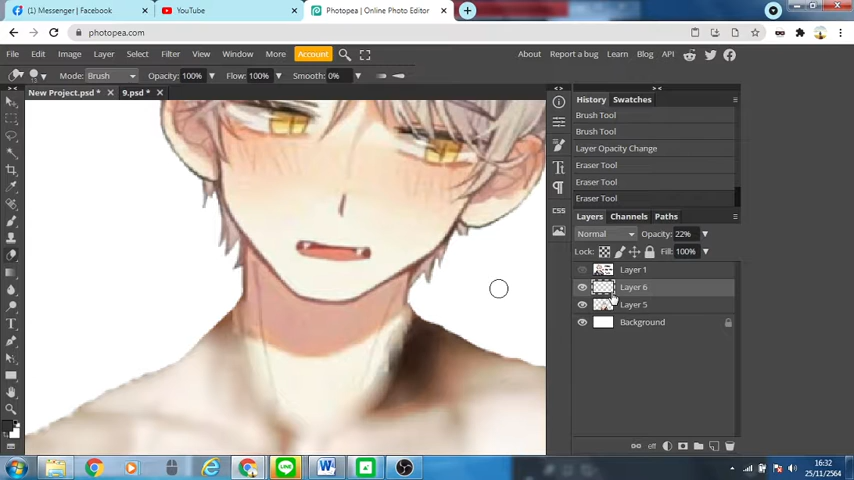 (1) Messenger | Facebook
YouTube
Photopea | Online Photo Editor
photopea.com
File Edit Image Layer Select Filter View Window More Account
About Report a bug Learn Blog API
Mode: Brush Opacity: 100% Flow: 100% Smooth: 0%
New Project.psd * 9.psd *
History Swatches
Brush Tool
Brush Tool
Layer Opacity Change
Eraser Tool
Eraser Tool
Eraser Tool
Layers Channels Paths
Normal Opacity: 22%
Lock: Fill: 100%
Layer 1
Layer 6
Layer 5
Background
CSS
eff
16:32
25/11/2564